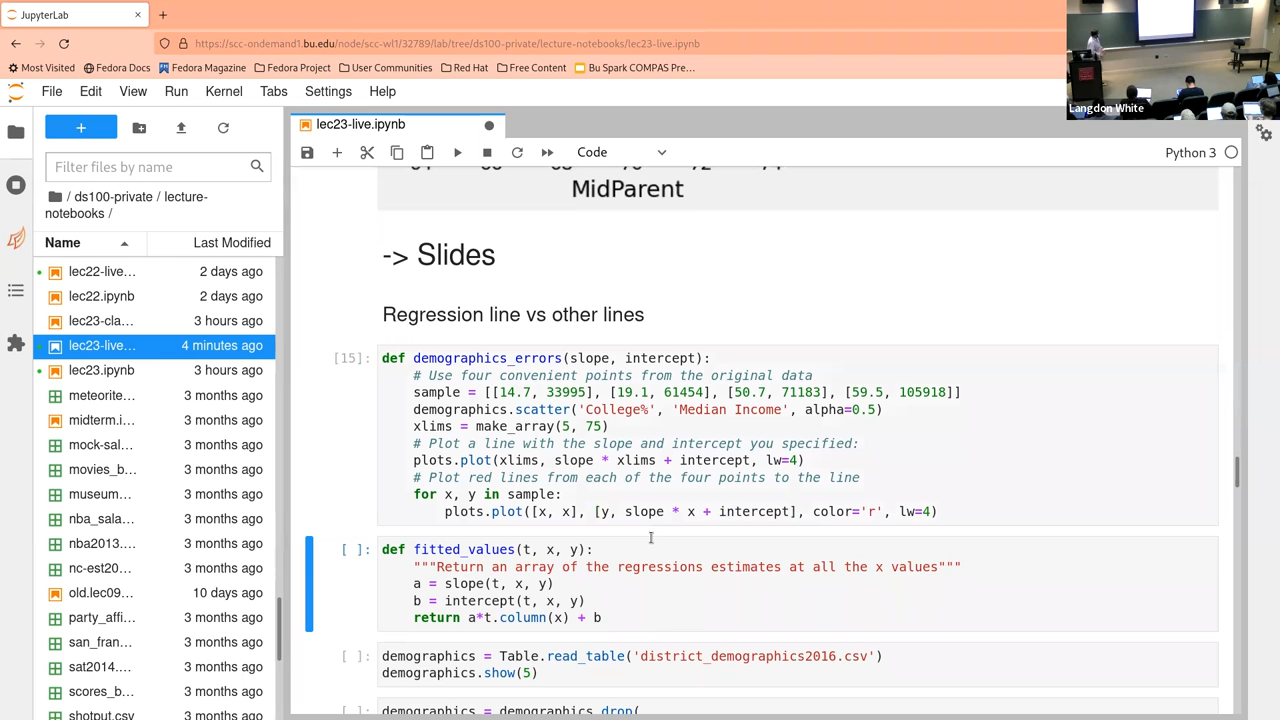 JupyterLab
https://scc-ondemand1.bu.edu/node/scc-wl1/32789/lab/tree/ds100-private/lecture-notebooks/lec23-live.ipynb
Most Visited Fedora Docs Fedora Magazine Fedora Project User Communities Red Hat Free Content Bu Spark COMPAS Pre…
Langdon White
File Edit View Run Kernel Tabs Settings Help
lec23-live.ipynb
Filter files by name
Code
Python 3
/ ds100-private / lecture-
notebooks /
Name Last Modified
lec22-live… 2 days ago
lec22.ipynb 2 days ago
lec23-cla… 3 hours ago
lec23-live… 4 minutes ago
lec23.ipynb 3 hours ago
meteorite… 3 months ago
midterm.i… 3 months ago
mock-sal… 3 months ago
movies_b… 3 months ago
museum… 3 months ago
nba_sala… 3 months ago
nba2013.… 3 months ago
nc-est20… 3 months ago
old.lec09… 10 days ago
party_affi… 3 months ago
san_fran… 3 months ago
sat2014.… 3 months ago
scores_b… 3 months ago
shotput.csv 3 months ago
MidParent
-> Slides
Regression line vs other lines
[15]: def demographics_errors(slope, intercept):
# Use four convenient points from the original data
sample = [[14.7, 33995], [19.1, 61454], [50.7, 71183], [59.5, 105918]]
demographics.scatter('College%', 'Median Income', alpha=0.5)
xlims = make_array(5, 75)
# Plot a line with the slope and intercept you specified:
plots.plot(xlims, slope * xlims + intercept, lw=4)
# Plot red lines from each of the four points to the line
for x, y in sample:
plots.plot([x, x], [y, slope * x + intercept], color='r', lw=4)
[ ]: def fitted_values(t, x, y):
"""Return an array of the regressions estimates at all the x values"""
a = slope(t, x, y)
b = intercept(t, x, y)
return a*t.column(x) + b
[ ]: demographics = Table.read_table('district_demographics2016.csv')
demographics.show(5)
[ ]: demographics = demographics.drop(